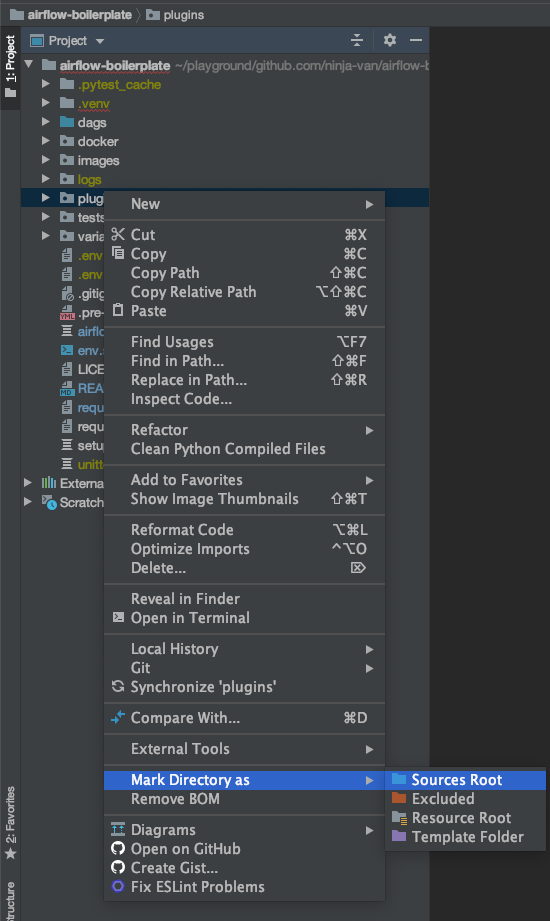 airflow-boilerplate plugins
1: Project
Project
airflow-boilerplate ~/playground/github.com/ninja-van/airflow-b
.pytest_cache
.venv
dags
docker
images
logs
plug
tests
varia
.env
.env
.gitig
.pre-
airflo
env.s
LICE
REA
requ
requ
setup
unitt
Externa
Scratch
New
Cut ⌘X
Copy ⌘C
Copy Path ⇧⌘C
Copy Relative Path ⌥⇧⌘C
Paste ⌘V
Find Usages ⌥F7
Find in Path... ⇧⌘F
Replace in Path... ⇧⌘R
Inspect Code...
Refactor
Clean Python Compiled Files
Add to Favorites
Show Image Thumbnails ⇧⌘T
Reformat Code ⌥⌘L
Optimize Imports ^⌥O
Delete... ⌦
Reveal in Finder
Open in Terminal
Local History
Git
Synchronize 'plugins'
Compare With... ⌘D
External Tools
Mark Directory as
Remove BOM
Diagrams
Open on GitHub
Create Gist...
Fix ESLint Problems
Sources Root
Excluded
Resource Root
Template Folder
2: Favorites
ructure